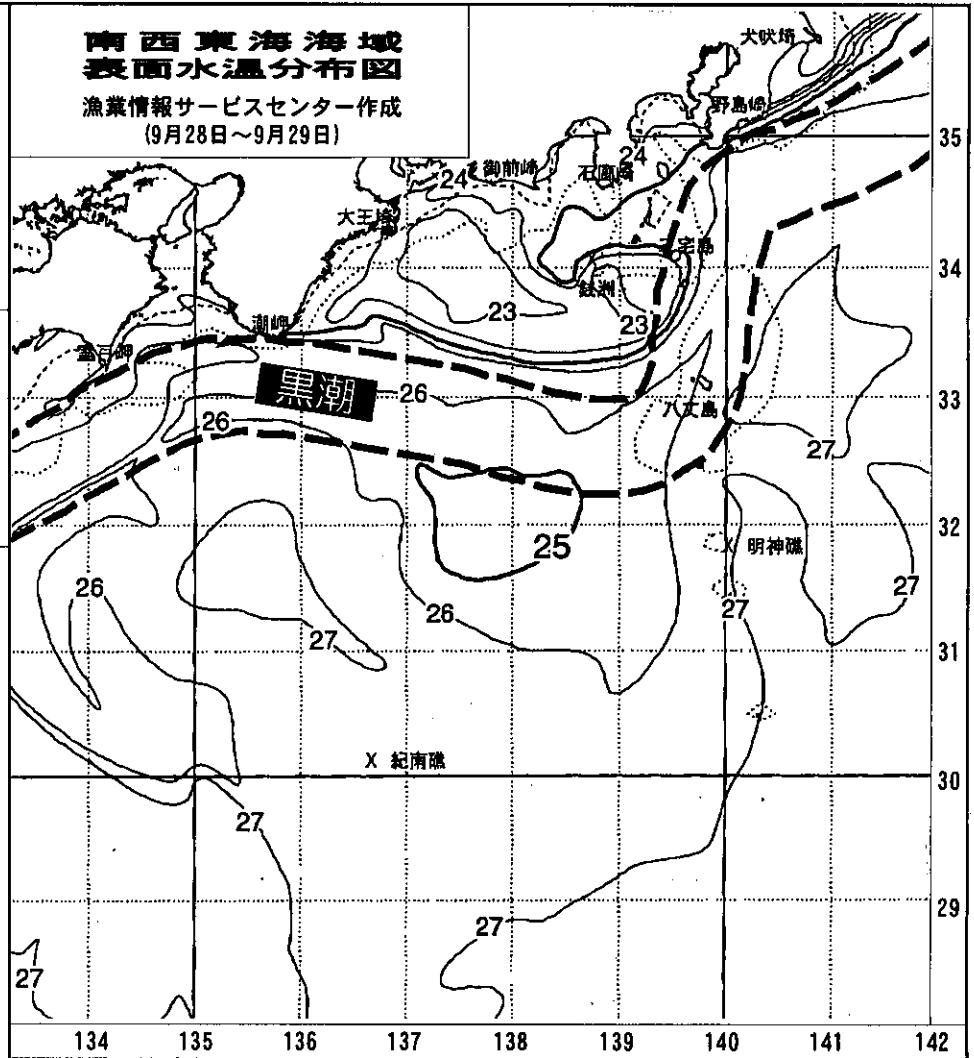 南西東海海域
表面水温分布図
漁業情報サービスセンター作成
(9月28日～9月29日)
犬吠埼
野島崎
35
24
石廊崎
御前崎
24
大王埼
三宅島
34
銭洲
23
23
潮岬
室戸岬
黒潮
26
33
八丈島
26
27
32
25
X 明神礁
26
26
27
27
27
31
X 紀南礁
30
27
29
27
27
134 135 136 137 138 139 140 141 142